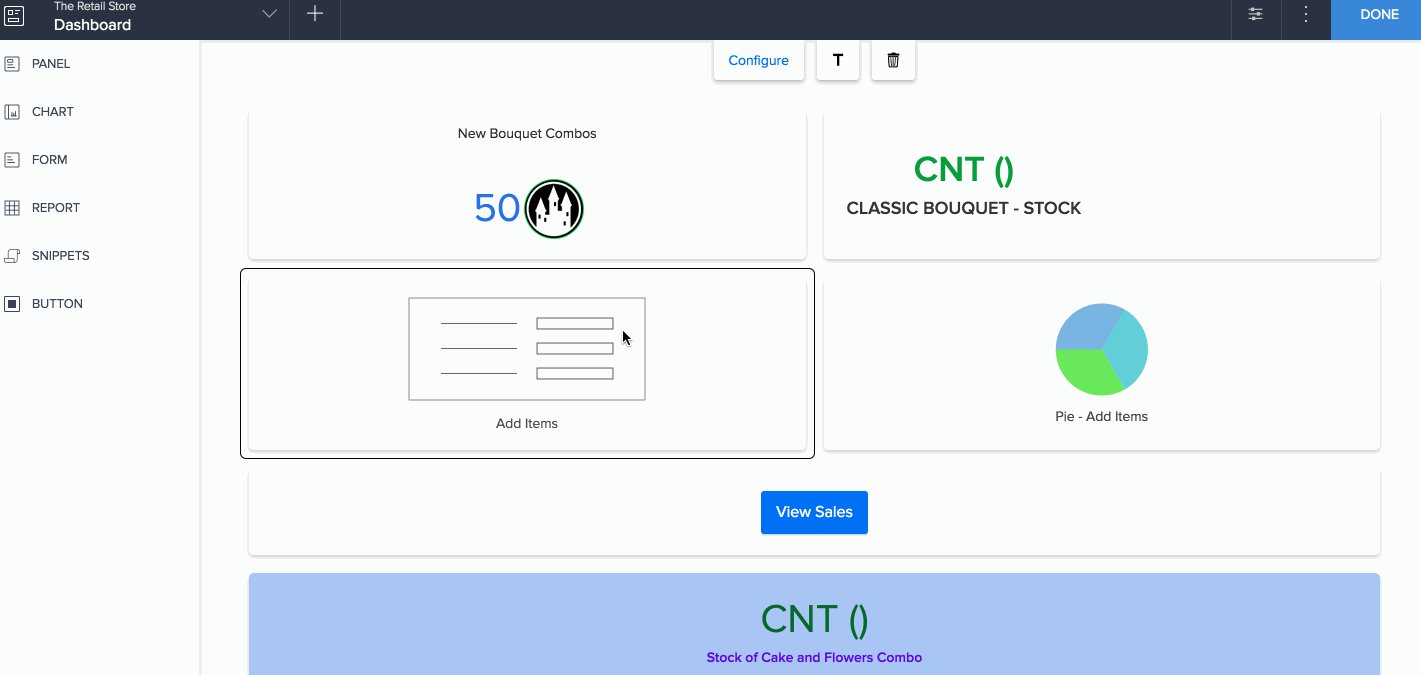 The Retail Store
Dashboard
DONE
PANEL
CHART
FORM
REPORT
SNIPPETS
BUTTON
Configure
T
New Bouquet Combos
50
CNT ()
CLASSIC BOUQUET - STOCK
Add Items
Pie - Add Items
View Sales
CNT ()
Stock of Cake and Flowers Combo